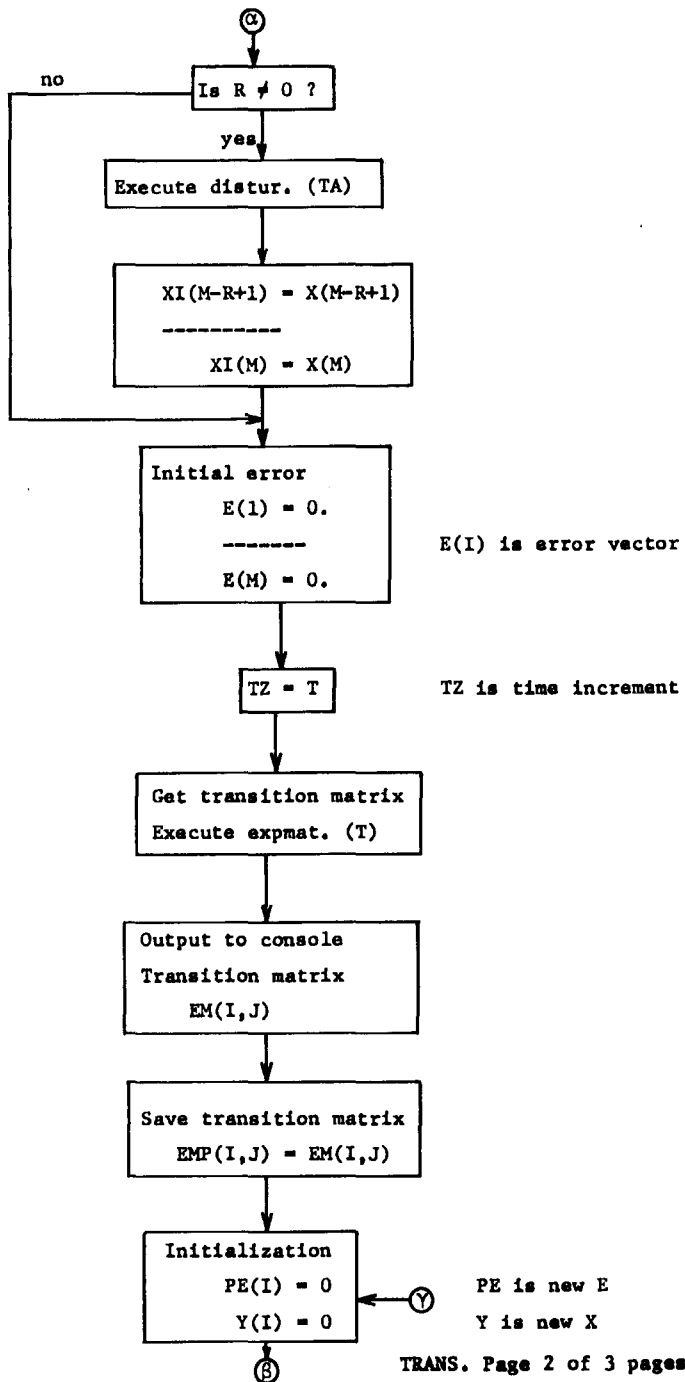 α
no
Is R ≠ 0 ?
yes
Execute distur. (TA)
XI(M-R+1) = X(M-R+1)
----------
XI(M) = X(M)
Initial error
E(1) = 0.
-------
E(M) = 0.
E(I) is error vector
TZ = T
TZ is time increment
Get transition matrix
Execute expmat. (T)
Output to console
Transition matrix
EM(I,J)
Save transition matrix
EMP(I,J) = EM(I,J)
Initialization
PE(I) = 0
Y(I) = 0
γ
PE is new E
Y is new X
β
TRANS. Page 2 of 3 pages